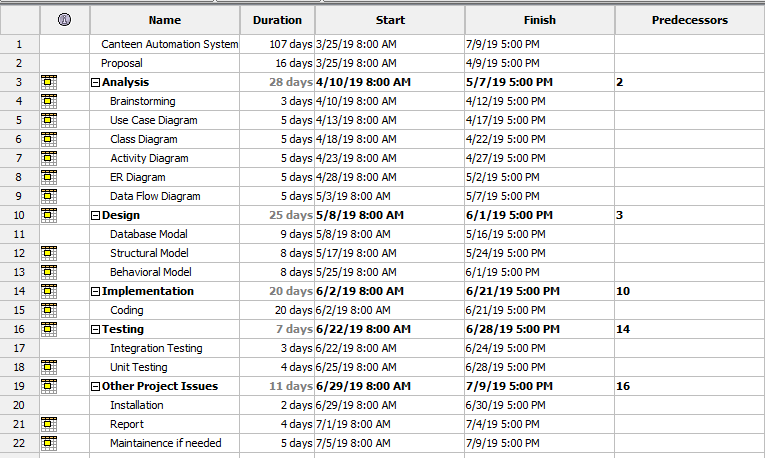 Name Duration Start Finish Predecessors
1 Canteen Automation System 107 days 3/25/19 8:00 AM 7/9/19 5:00 PM
2 Proposal 16 days 3/25/19 8:00 AM 4/9/19 5:00 PM
3 Analysis 28 days 4/10/19 8:00 AM 5/7/19 5:00 PM 2
4 Brainstorming 3 days 4/10/19 8:00 AM 4/12/19 5:00 PM
5 Use Case Diagram 5 days 4/13/19 8:00 AM 4/17/19 5:00 PM
6 Class Diagram 5 days 4/18/19 8:00 AM 4/22/19 5:00 PM
7 Activity Diagram 5 days 4/23/19 8:00 AM 4/27/19 5:00 PM
8 ER Diagram 5 days 4/28/19 8:00 AM 5/2/19 5:00 PM
9 Data Flow Diagram 5 days 5/3/19 8:00 AM 5/7/19 5:00 PM
10 Design 25 days 5/8/19 8:00 AM 6/1/19 5:00 PM 3
11 Database Modal 9 days 5/8/19 8:00 AM 5/16/19 5:00 PM
12 Structural Model 8 days 5/17/19 8:00 AM 5/24/19 5:00 PM
13 Behavioral Model 8 days 5/25/19 8:00 AM 6/1/19 5:00 PM
14 Implementation 20 days 6/2/19 8:00 AM 6/21/19 5:00 PM 10
15 Coding 20 days 6/2/19 8:00 AM 6/21/19 5:00 PM
16 Testing 7 days 6/22/19 8:00 AM 6/28/19 5:00 PM 14
17 Integration Testing 3 days 6/22/19 8:00 AM 6/24/19 5:00 PM
18 Unit Testing 4 days 6/25/19 8:00 AM 6/28/19 5:00 PM
19 Other Project Issues 11 days 6/29/19 8:00 AM 7/9/19 5:00 PM 16
20 Installation 2 days 6/29/19 8:00 AM 6/30/19 5:00 PM
21 Report 4 days 7/1/19 8:00 AM 7/4/19 5:00 PM
22 Maintainence if needed 5 days 7/5/19 8:00 AM 7/9/19 5:00 PM